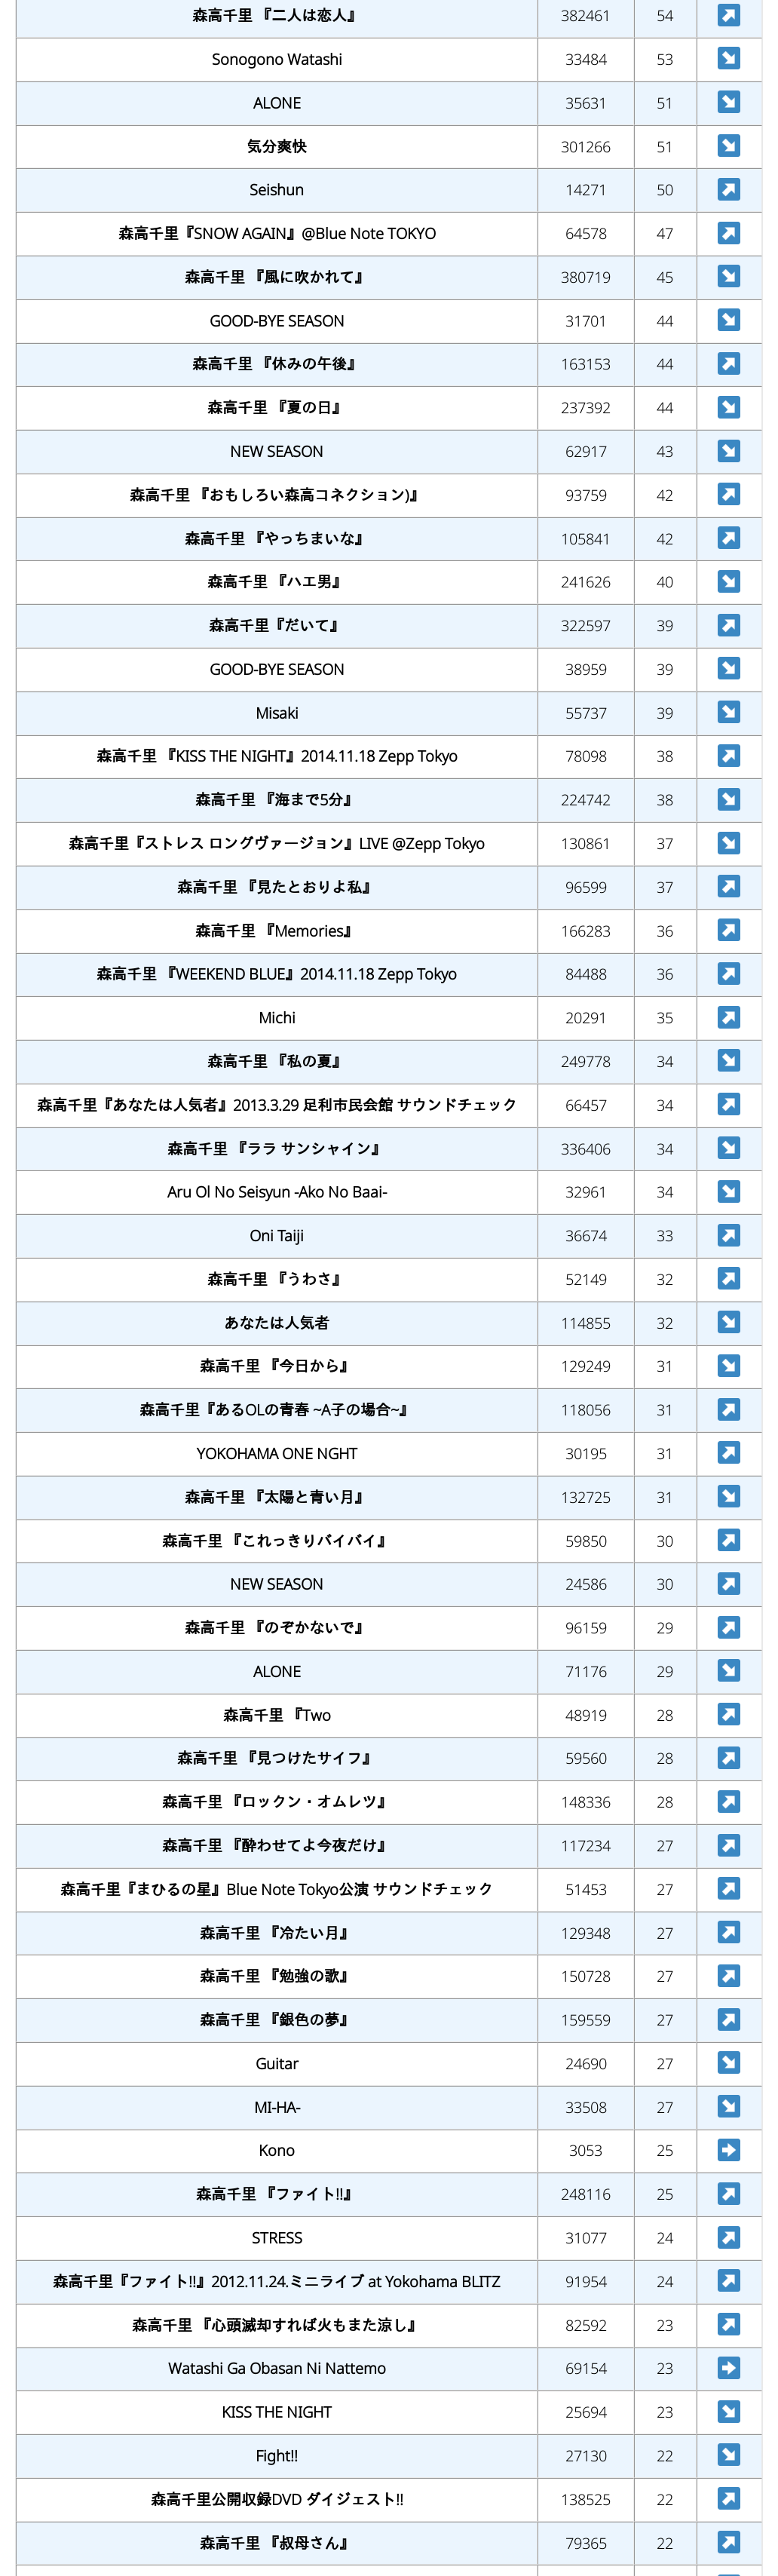 森高千里 『二人は恋人』 382461 54
Sonogono Watashi 33484 53
ALONE 35631 51
気分爽快 301266 51
Seishun 14271 50
森高千里『SNOW AGAIN』@Blue Note TOKYO 64578 47
森高千里 『風に吹かれて』 380719 45
GOOD-BYE SEASON 31701 44
森高千里 『休みの午後』 163153 44
森高千里 『夏の日』 237392 44
NEW SEASON 62917 43
森高千里 『おもしろい森高コネクション)』 93759 42
森高千里 『やっちまいな』 105841 42
森高千里 『ハエ男』 241626 40
森高千里『だいて』 322597 39
GOOD-BYE SEASON 38959 39
Misaki 55737 39
森高千里 『KISS THE NIGHT』2014.11.18 Zepp Tokyo 78098 38
森高千里 『海まで5分』 224742 38
森高千里『ストレス ロングヴァージョン』LIVE @Zepp Tokyo 130861 37
森高千里 『見たとおりよ私』 96599 37
森高千里 『Memories』 166283 36
森高千里 『WEEKEND BLUE』2014.11.18 Zepp Tokyo 84488 36
Michi 20291 35
森高千里 『私の夏』 249778 34
森高千里『あなたは人気者』2013.3.29 足利市民会館 サウンドチェック 66457 34
森高千里 『ララ サンシャイン』 336406 34
Aru Ol No Seisyun -Ako No Baai- 32961 34
Oni Taiji 36674 33
森高千里 『うわさ』 52149 32
あなたは人気者 114855 32
森高千里 『今日から』 129249 31
森高千里『あるOLの青春 ~A子の場合~』 118056 31
YOKOHAMA ONE NGHT 30195 31
森高千里 『太陽と青い月』 132725 31
森高千里 『これっきりバイバイ』 59850 30
NEW SEASON 24586 30
森高千里 『のぞかないで』 96159 29
ALONE 71176 29
森高千里 『Two 48919 28
森高千里 『見つけたサイフ』 59560 28
森高千里 『ロックン・オムレツ』 148336 28
森高千里 『酔わせてよ今夜だけ』 117234 27
森高千里『まひるの星』Blue Note Tokyo公演 サウンドチェック 51453 27
森高千里 『冷たい月』 129348 27
森高千里 『勉強の歌』 150728 27
森高千里 『銀色の夢』 159559 27
Guitar 24690 27
MI-HA- 33508 27
Kono 3053 25
森高千里 『ファイト!!』 248116 25
STRESS 31077 24
森高千里『ファイト!!』2012.11.24.ミニライブ at Yokohama BLITZ 91954 24
森高千里 『心頭滅却すれば火もまた涼し』 82592 23
Watashi Ga Obasan Ni Nattemo 69154 23
KISS THE NIGHT 25694 23
Fight!! 27130 22
森高千里公開収録DVD ダイジェスト!! 138525 22
森高千里 『叔母さん』 79365 22